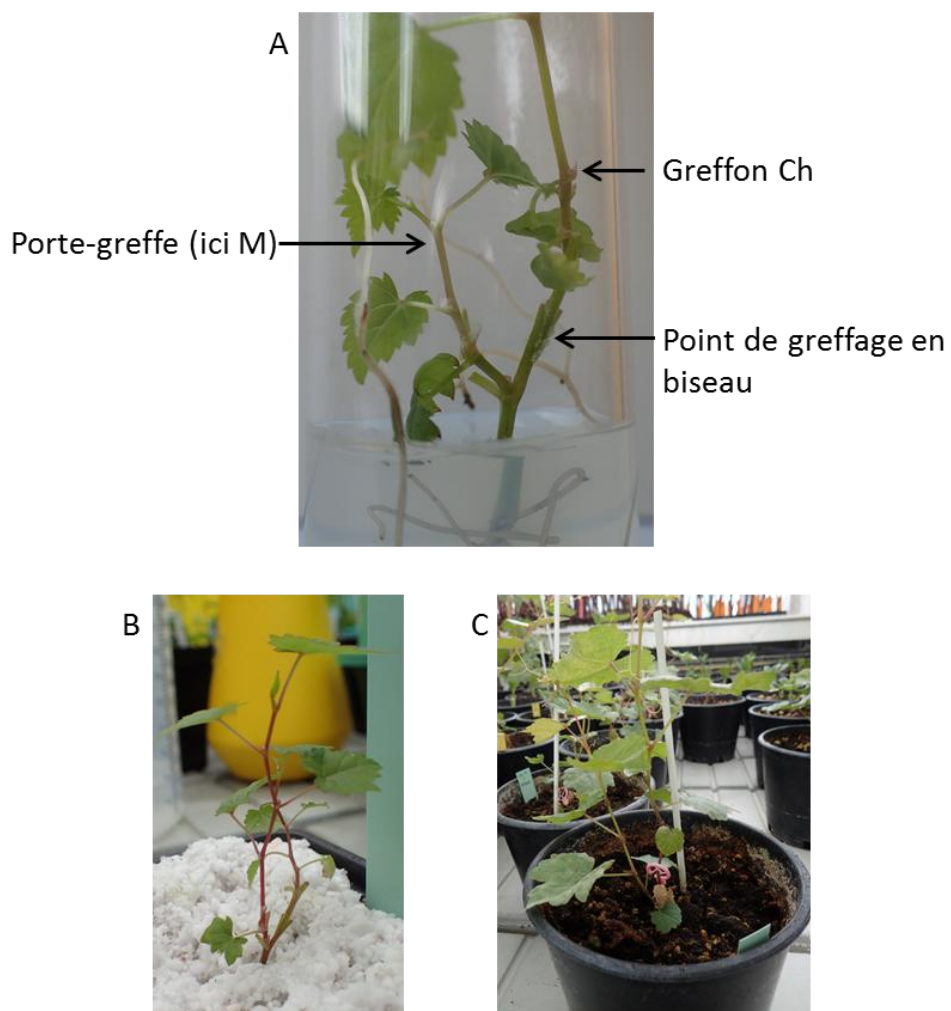 A
Greffon Ch
Porte-greffe (ici M)
Point de greffage en
biseau
B
C